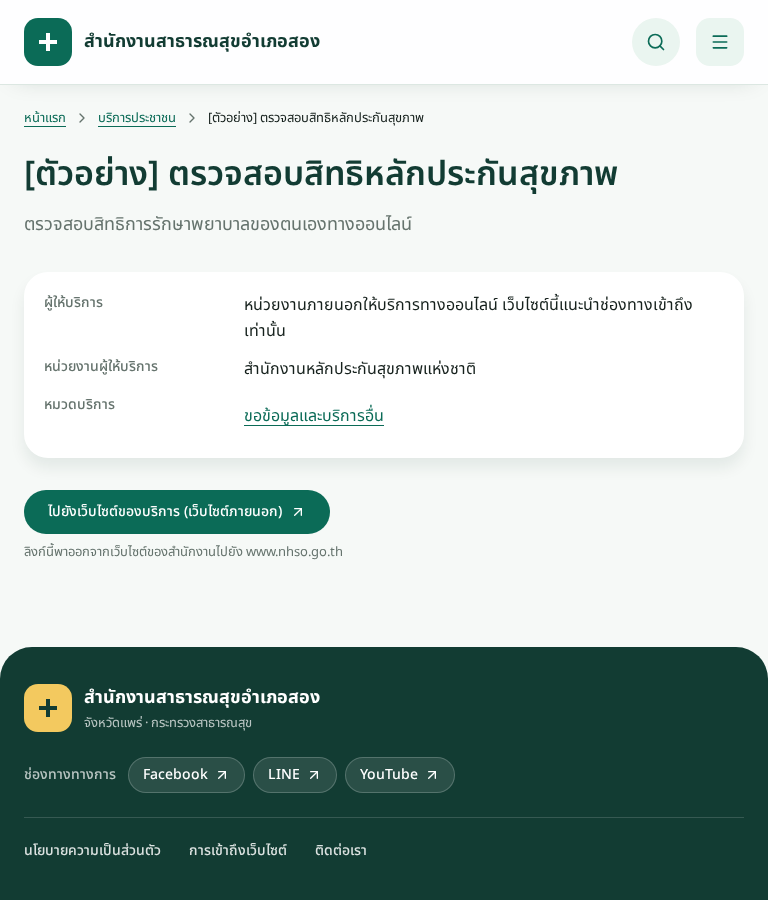 สำนักงานสาธารณสุขอำเภอสอง
หน้าแรก > บริการประชาชน > [ตัวอย่าง] ตรวจสอบสิทธิหลักประกันสุขภาพ
[ตัวอย่าง] ตรวจสอบสิทธิหลักประกันสุขภาพ
ตรวจสอบสิทธิการรักษาพยาบาลของตนเองทางออนไลน์
ผู้ให้บริการ
หน่วยงานภายนอกให้บริการทางออนไลน์ เว็บไซต์นี้แนะนำช่องทางเข้าถึง
เท่านั้น
หน่วยงานผู้ให้บริการ
สำนักงานหลักประกันสุขภาพแห่งชาติ
หมวดบริการ
ขอข้อมูลและบริการอื่น
ไปยังเว็บไซต์ของบริการ (เว็บไซต์ภายนอก)
ลิงก์นี้พาออกจากเว็บไซต์ของสำนักงานไปยัง www.nhso.go.th
สำนักงานสาธารณสุขอำเภอสอง
จังหวัดแพร่ · กระทรวงสาธารณสุข
ช่องทางทางการ Facebook LINE YouTube
นโยบายความเป็นส่วนตัว การเข้าถึงเว็บไซต์ ติดต่อเรา